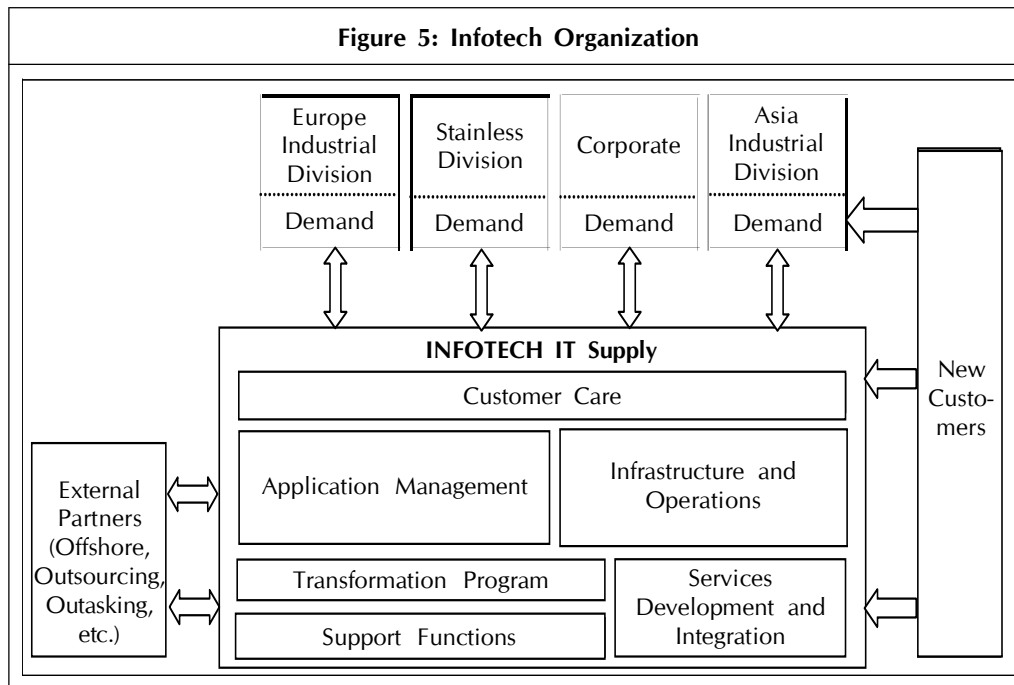 Figure 5: Infotech Organization
Europe
Industrial
Division
Demand
Stainless
Division
Demand
Corporate
Demand
Asia
Industrial
Division
Demand
INFOTECH IT Supply
Customer Care
Application Management
Infrastructure and
Operations
Transformation Program
Support Functions
Services
Development and
Integration
External
Partners
(Offshore,
Outsourcing,
Outasking,
etc.)
New
Custo-
mers